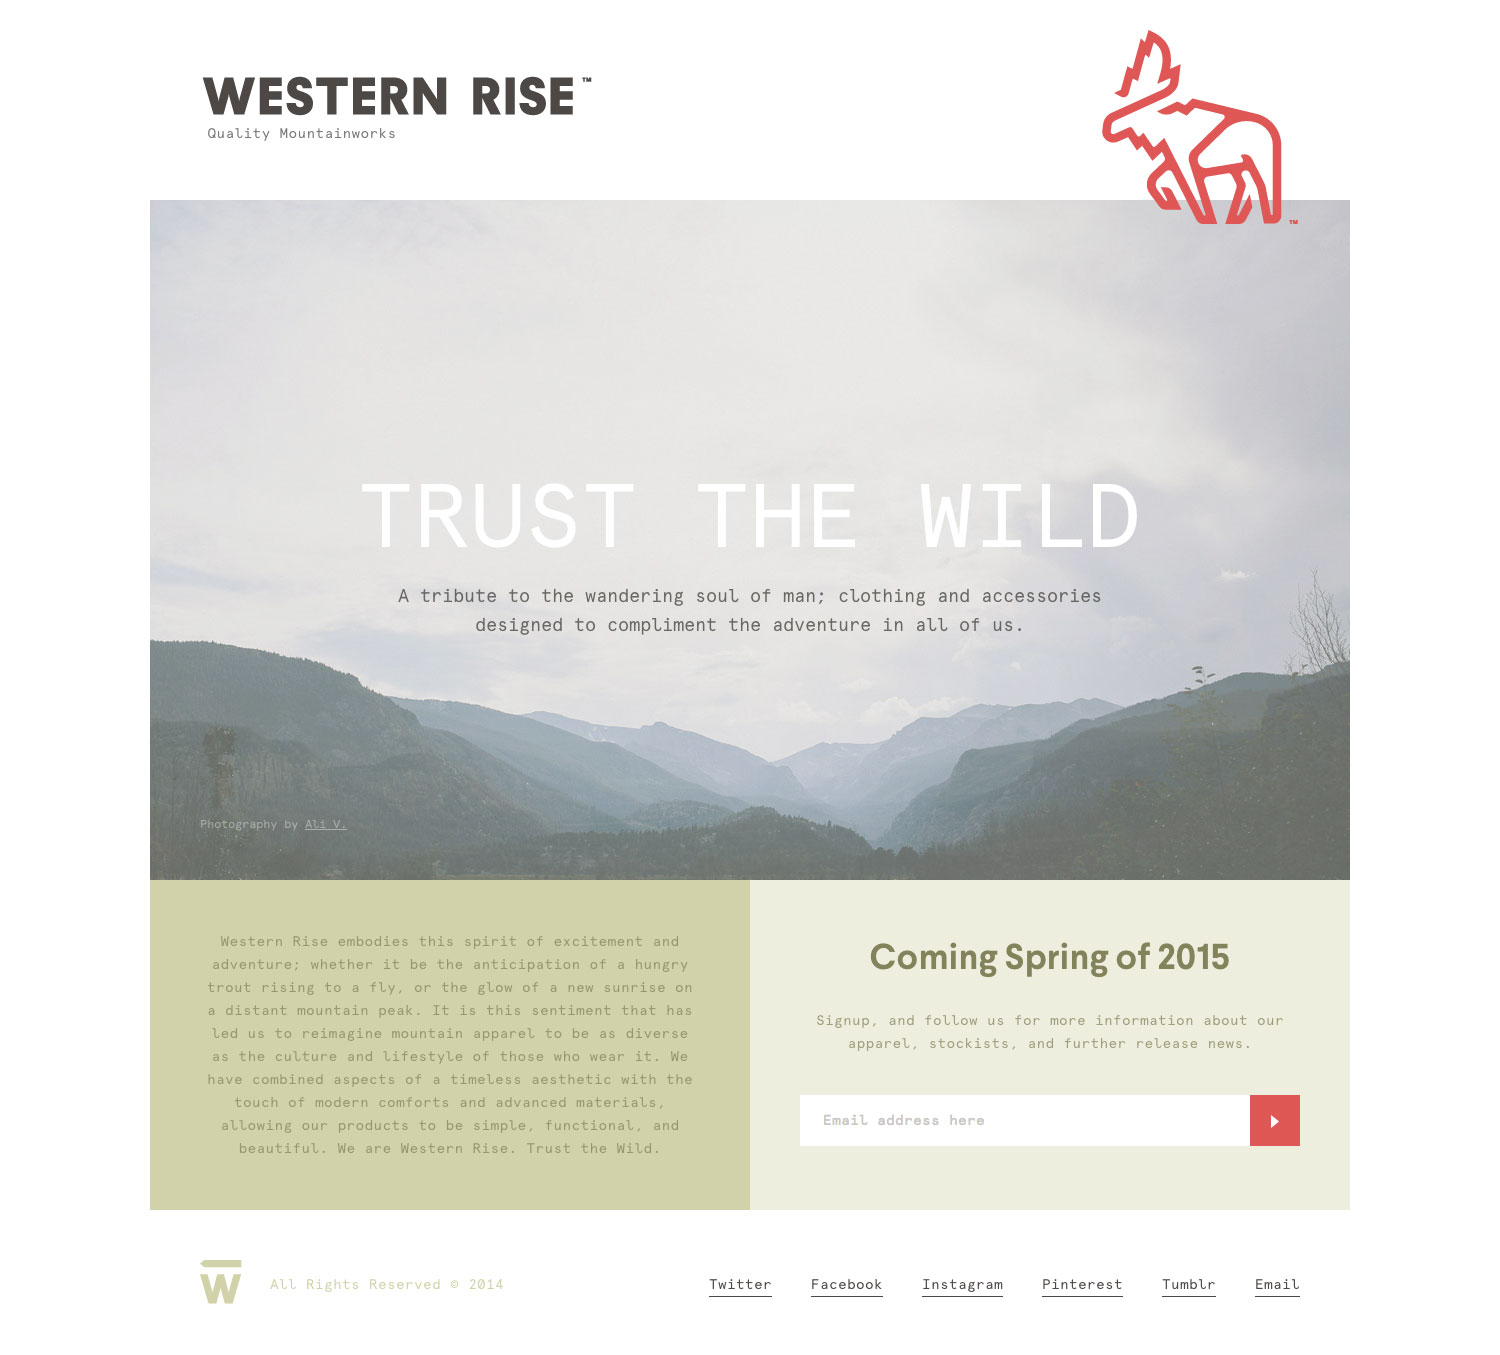 WESTERN RISE™
Quality Mountainworks
™
TRUST THE WILD
A tribute to the wandering soul of man; clothing and accessories
designed to compliment the adventure in all of us.
Photography by Ali V.
Western Rise embodies this spirit of excitement and
adventure; whether it be the anticipation of a hungry
trout rising to a fly, or the glow of a new sunrise on
a distant mountain peak. It is this sentiment that has
led us to reimagine mountain apparel to be as diverse
as the culture and lifestyle of those who wear it. We
have combined aspects of a timeless aesthetic with the
touch of modern comforts and advanced materials,
allowing our products to be simple, functional, and
beautiful. We are Western Rise. Trust the Wild.
Coming Spring of 2015
Signup, and follow us for more information about our
apparel, stockists, and further release news.
Email address here
W
All Rights Reserved © 2014
Twitter Facebook Instagram Pinterest Tumblr Email